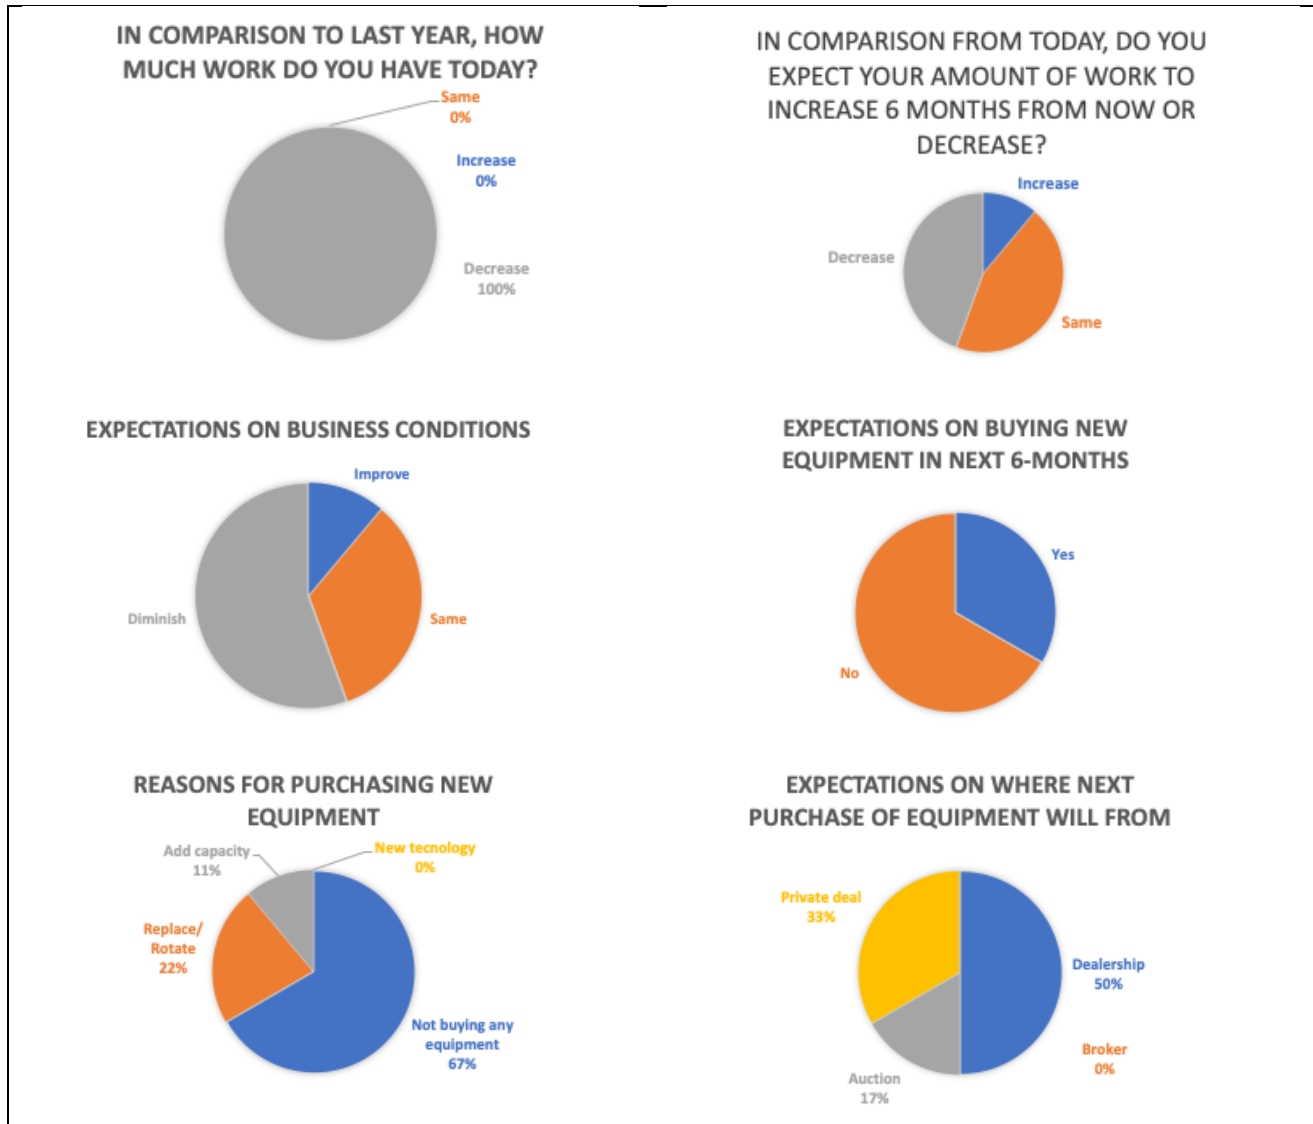 IN COMPARISON TO LAST YEAR, HOW
MUCH WORK DO YOU HAVE TODAY?
Same
0%
Increase
0%
Decrease
100%
IN COMPARISON FROM TODAY, DO YOU
EXPECT YOUR AMOUNT OF WORK TO
INCREASE 6 MONTHS FROM NOW OR
DECREASE?
Increase
Decrease
Same
EXPECTATIONS ON BUSINESS CONDITIONS
Improve
Diminish
Same
EXPECTATIONS ON BUYING NEW
EQUIPMENT IN NEXT 6-MONTHS
Yes
No
REASONS FOR PURCHASING NEW
EQUIPMENT
Add capacity
11%
New tecnology
0%
Replace/
Rotate
22%
Not buying any
equipment
67%
EXPECTATIONS ON WHERE NEXT
PURCHASE OF EQUIPMENT WILL FROM
Private deal
33%
Dealership
50%
Broker
0%
Auction
17%